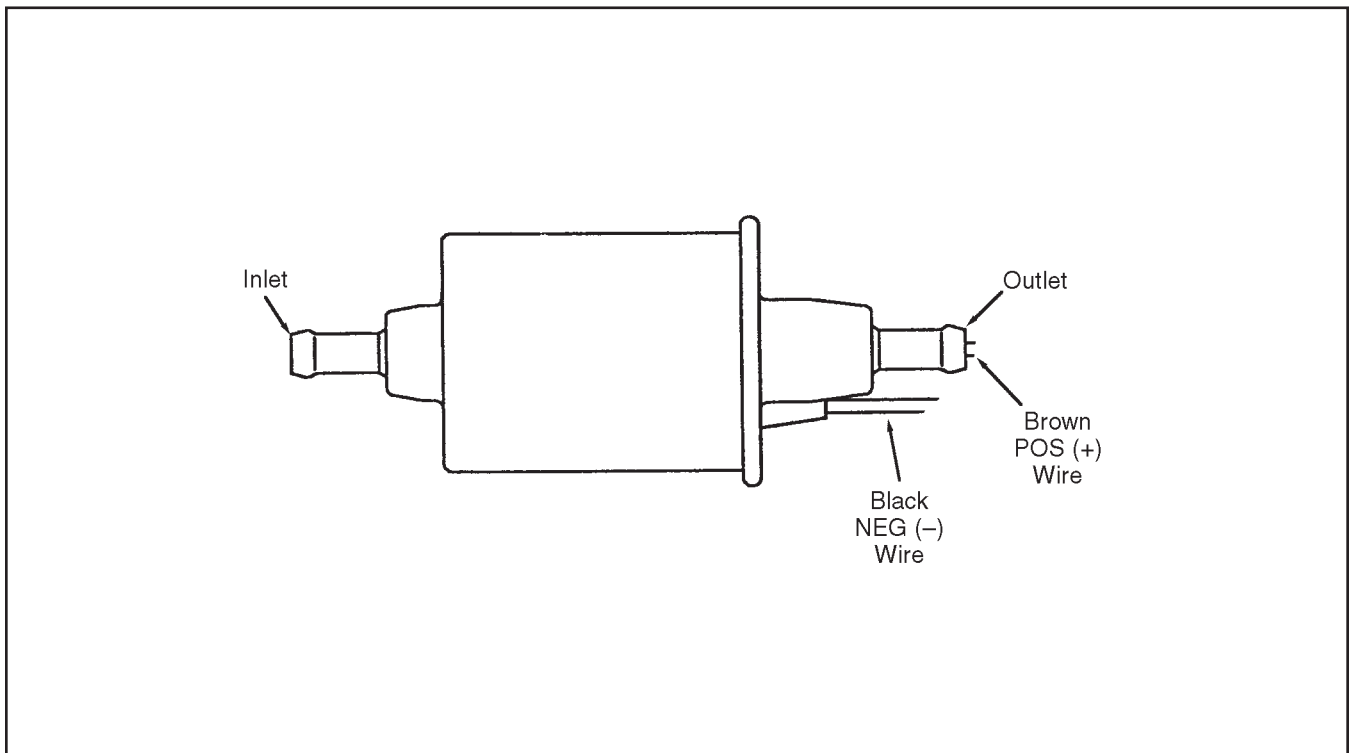 Inlet
Outlet
Brown
POS (+)
Wire
Black
NEG (–)
Wire